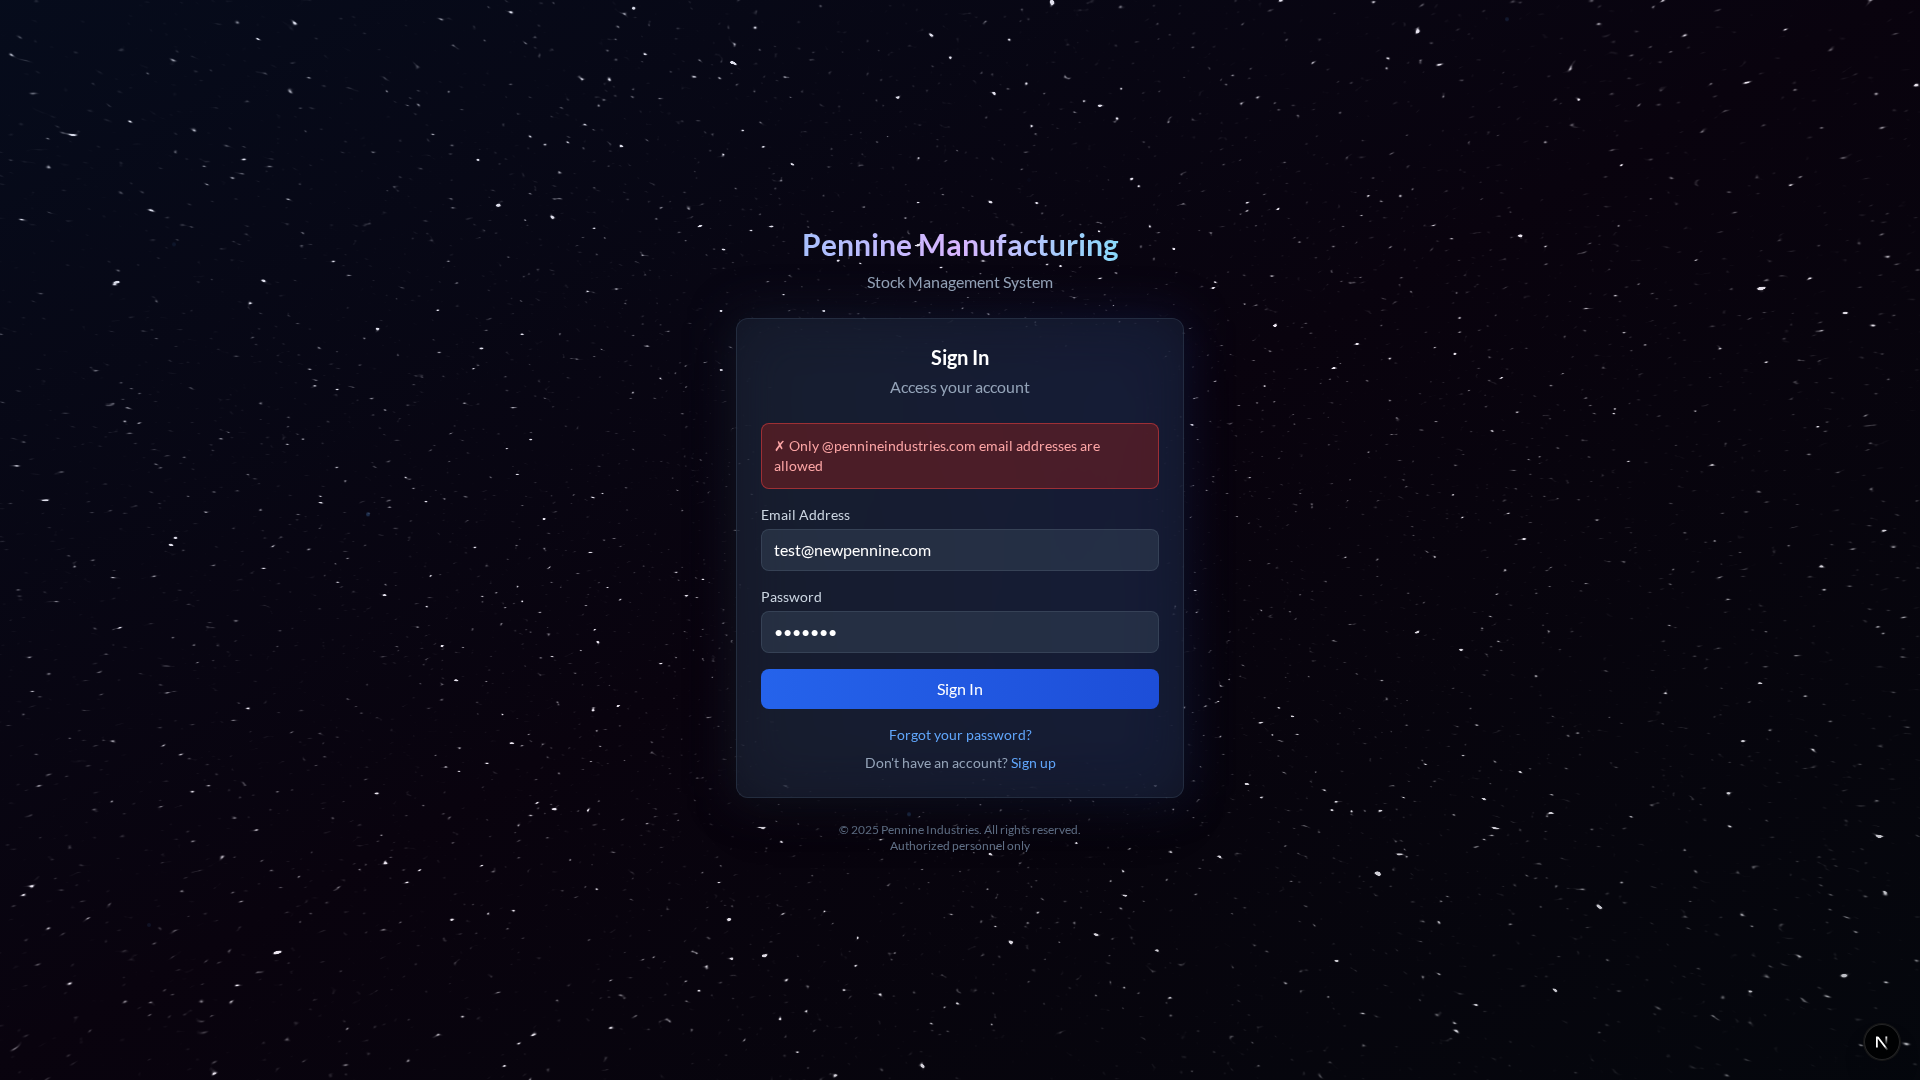 Pennine Manufacturing
Stock Management System
Sign In
Access your account
✗ Only @pennineindustries.com email addresses are
allowed
Email Address
test@newpennine.com
Password
●●●●●●●
Sign In
Forgot your password?
Don't have an account? Sign up
© 2025 Pennine Industries. All rights reserved.
Authorized personnel only
N